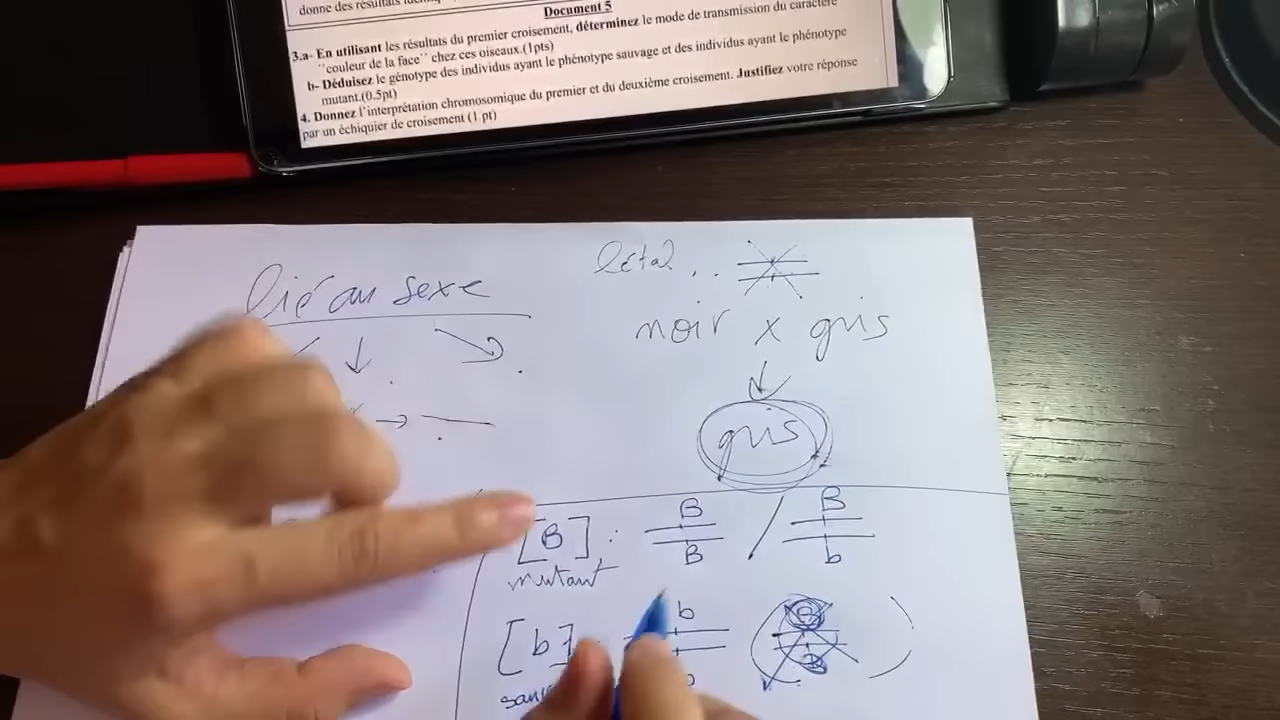 donne des résultats
Document 5
3.a- En utilisant les résultats du premier croisement, déterminez le mode de transmission du caractère
"couleur de la face" chez ces oiseaux.(1pts)
b- Déduisez le génotype des individus ayant le phénotype sauvage et des individus ayant le phénotype
mutant.(0.5pt)
4. Donnez l'interprétation chromosomique du premier et du deuxième croisement. Justifiez votre réponse
par un échiquier de croisement (1 pt)
lié au sexe
létal ..
noir x gris
gris
[B] : B B / B b
mutant
[b] : b